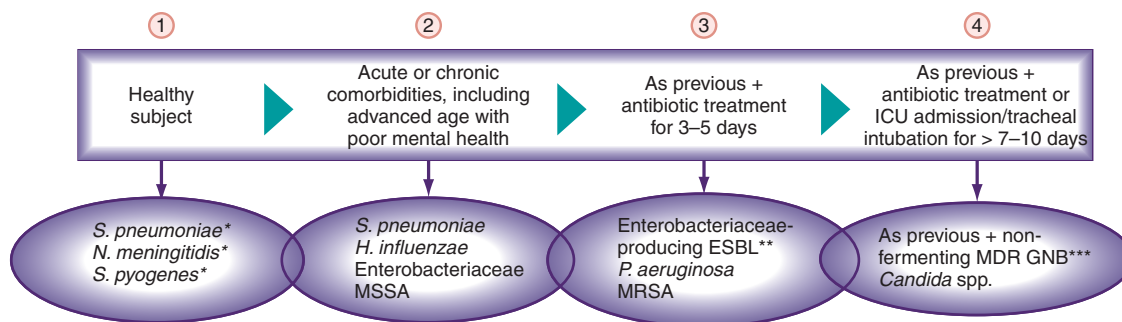 1
2
3
4
Healthy
subject
Acute or chronic
comorbidities, including
advanced age with
poor mental health
As previous +
antibiotic treatment
for 3–5 days
As previous +
antibiotic treatment or
ICU admission/tracheal
intubation for > 7–10 days
S. pneumoniae*
N. meningitidis*
S. pyogenes*
S. pneumoniae
H. influenzae
Enterobacteriaceae
MSSA
Enterobacteriaceae-
producing ESBL**
P. aeruginosa
MRSA
As previous + non-
fermenting MDR GNB***
Candida spp.